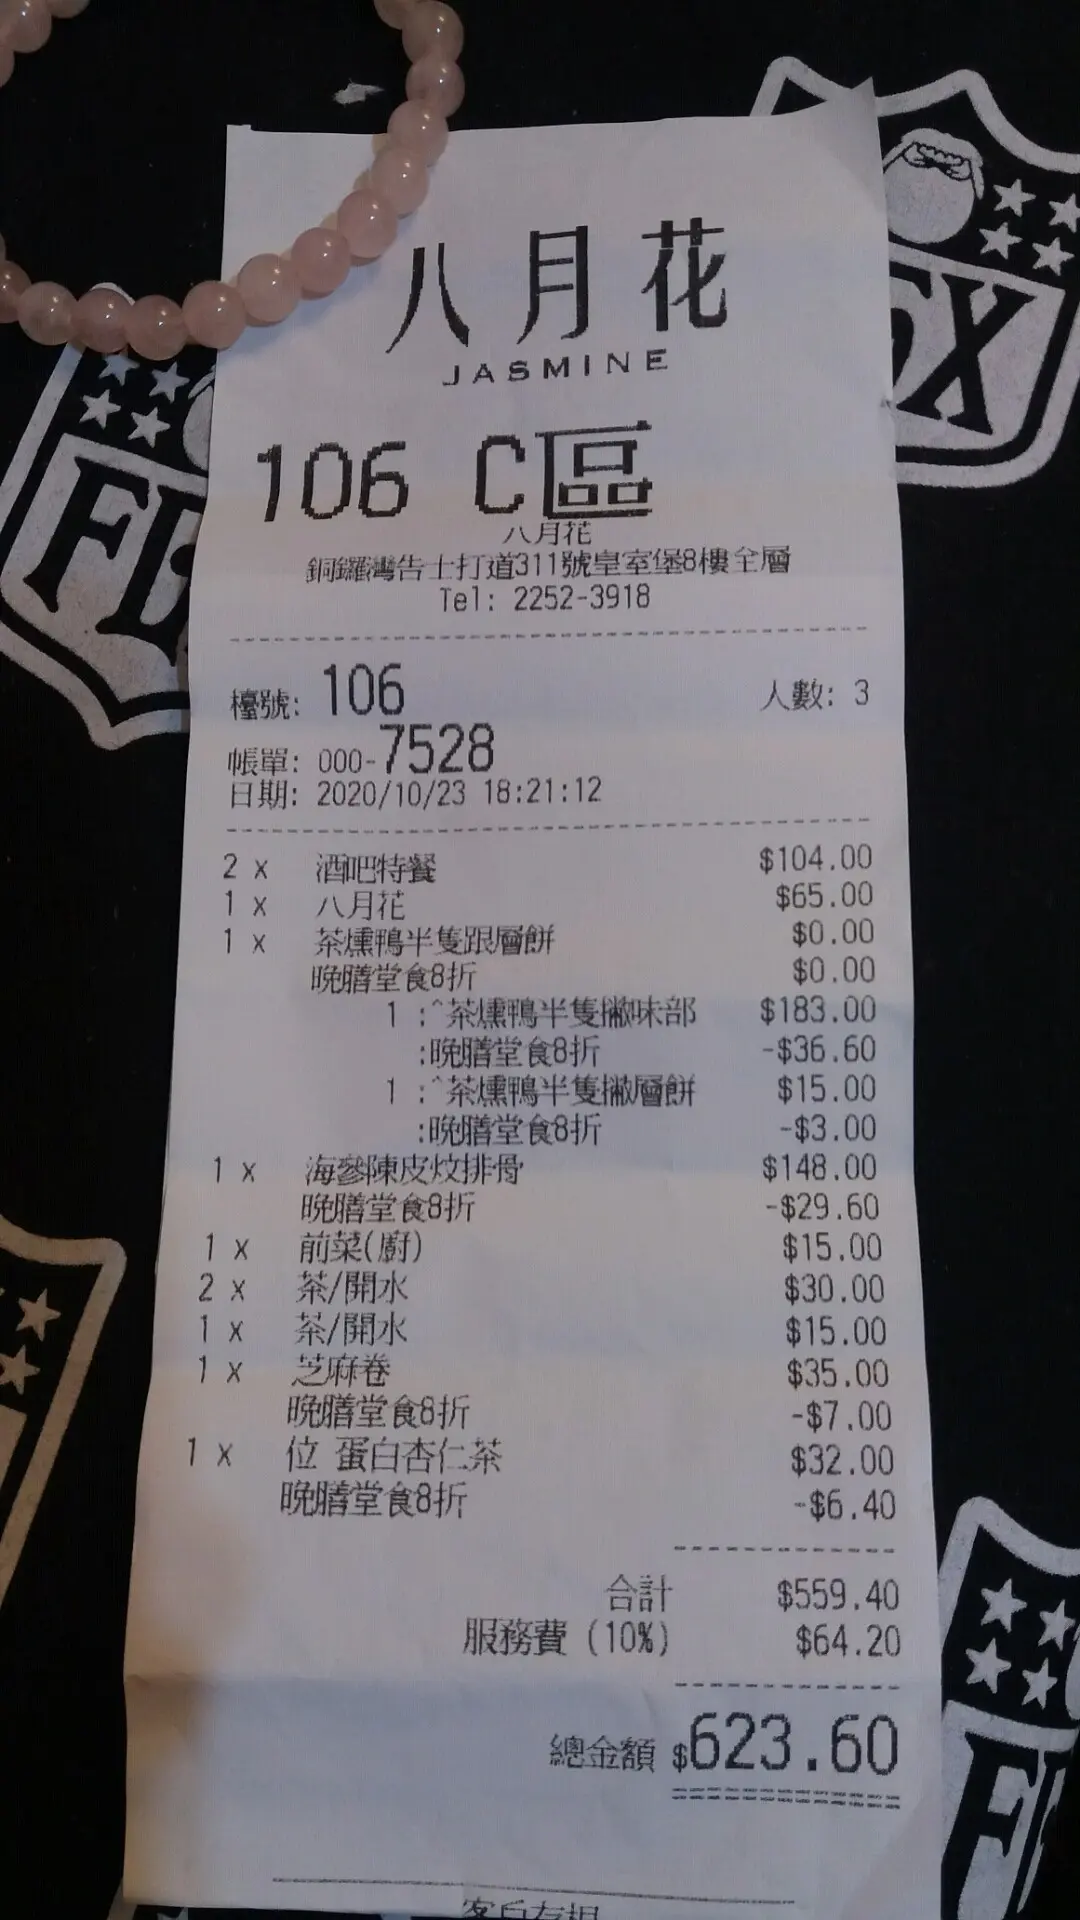 八月花
JASMINE
106 C區
八月花
銅鑼灣告士打道311號皇室堡8樓全層
Tel: 2252-3918
檯號: 106 人數: 3
帳單: 000-7528
日期: 2020/10/23 18:21:12
2 x 酒吧特餐 $104.00
1 x 八月花 $65.00
1 x 茶燻鴨半隻跟層餅 $0.00
晚膳堂食8折 $0.00
1 :^茶燻鴨半隻撇味部 $183.00
:晚膳堂食8折 -$36.60
1 :^茶燻鴨半隻撇層餅 $15.00
:晚膳堂食8折 -$3.00
1 x 海參陳皮炆排骨 $148.00
晚膳堂食8折 -$29.60
1 x 前菜(廚) $15.00
2 x 茶/開水 $30.00
1 x 茶/開水 $15.00
1 x 芝麻卷 $35.00
晚膳堂食8折 -$7.00
1 x 位 蛋白杏仁茶 $32.00
晚膳堂食8折 -$6.40
合計 $559.40
服務費 (10%) $64.20
總金額 $623.60